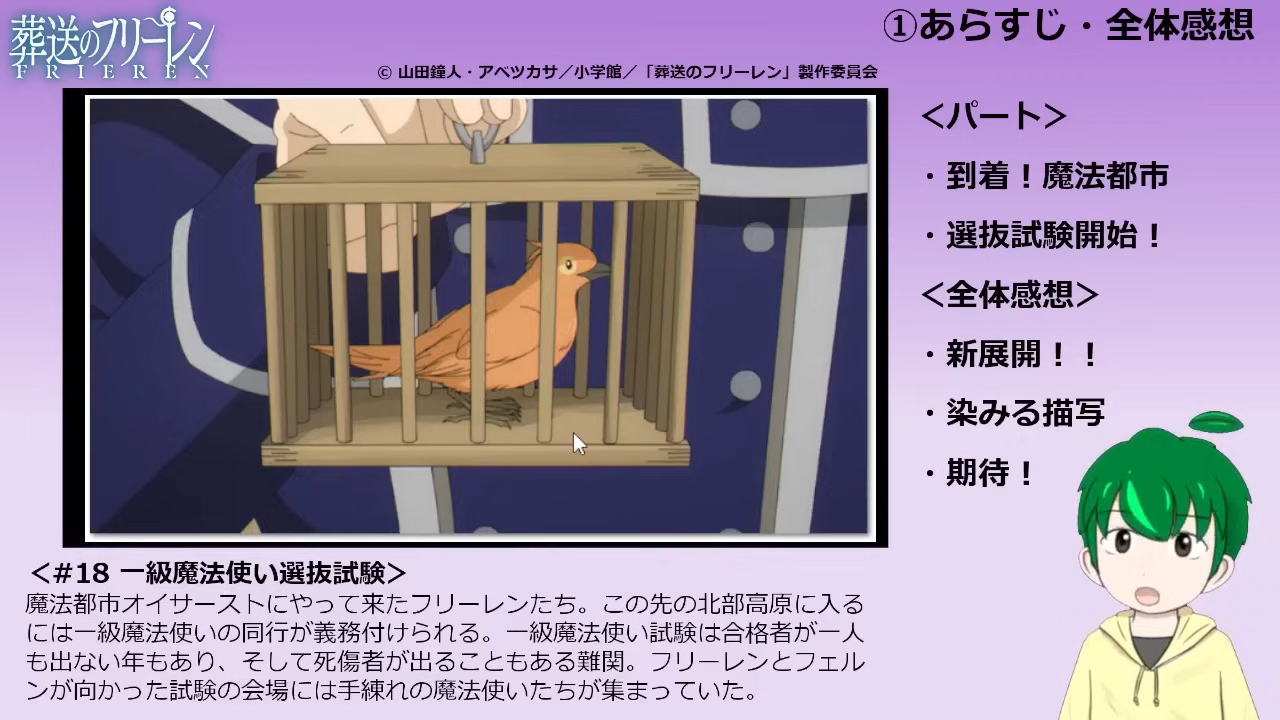 葬送のフリーレン
FRIEREN
①あらすじ・全体感想
© 山田鐘人・アベツカサ／小学館／「葬送のフリーレン」製作委員会
＜パート＞
・到着！魔法都市
・選抜試験開始！
＜全体感想＞
・新展開！！
・染みる描写
・期待！
＜#18 一級魔法使い選抜試験＞
魔法都市オイサーストにやって来たフリーレンたち。この先の北部高原に入る
には一級魔法使いの同行が義務付けられる。一級魔法使い試験は合格者が一人
も出ない年もあり、そして死傷者が出ることもある難関。フリーレンとフェル
ンが向かった試験の会場には手練れの魔法使いたちが集まっていた。